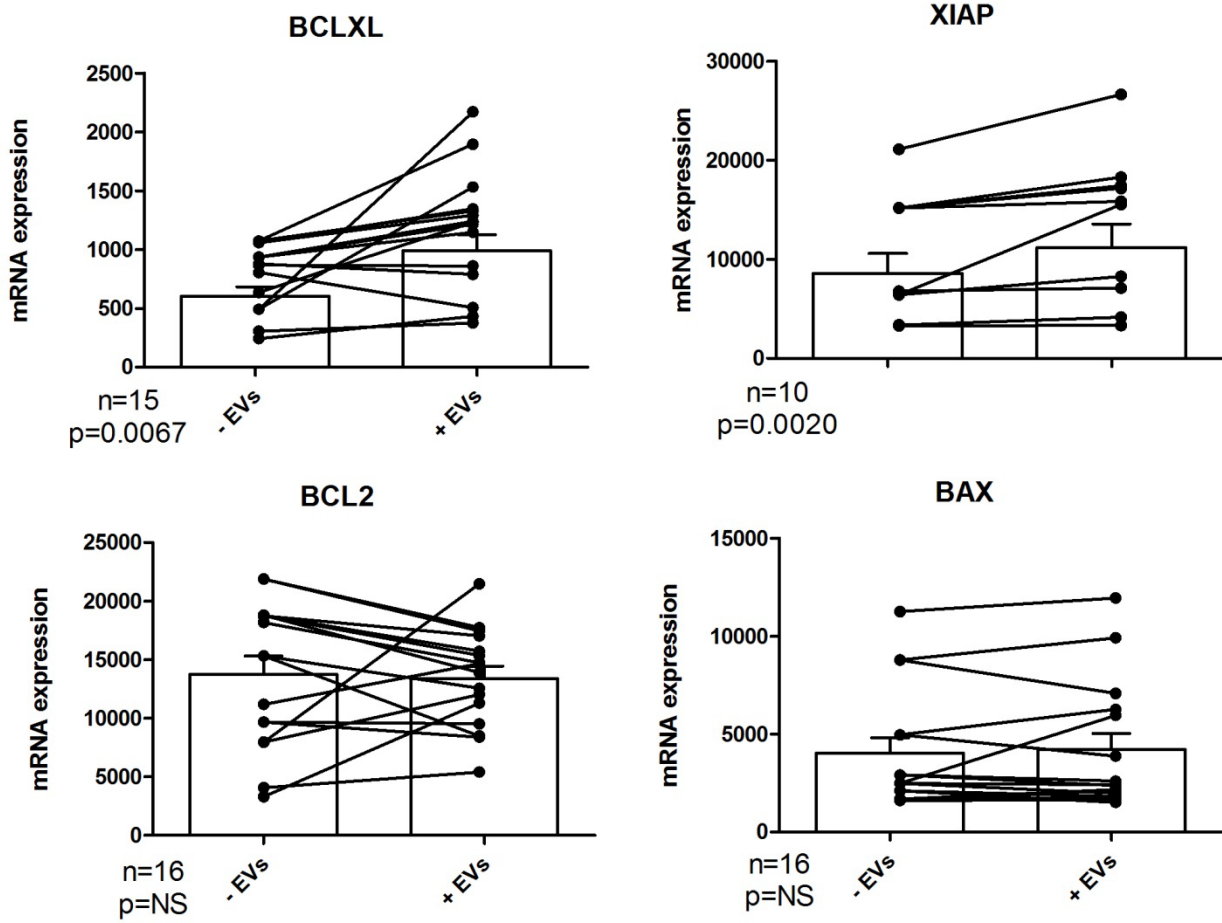 BCLXL
mRNA expression
2500
2000
1500
1000
500
0
- EVs
+ EVs
n=15
p=0.0067
XIAP
mRNA expression
30000
20000
10000
0
n=10
p=0.0020
BCL2
mRNA expression
25000
20000
15000
10000
5000
0
- EVs
+ EVs
n=16
p=NS
BAX
mRNA expression
15000
10000
5000
0
- EVs
+ EVs
n=16
p=NS